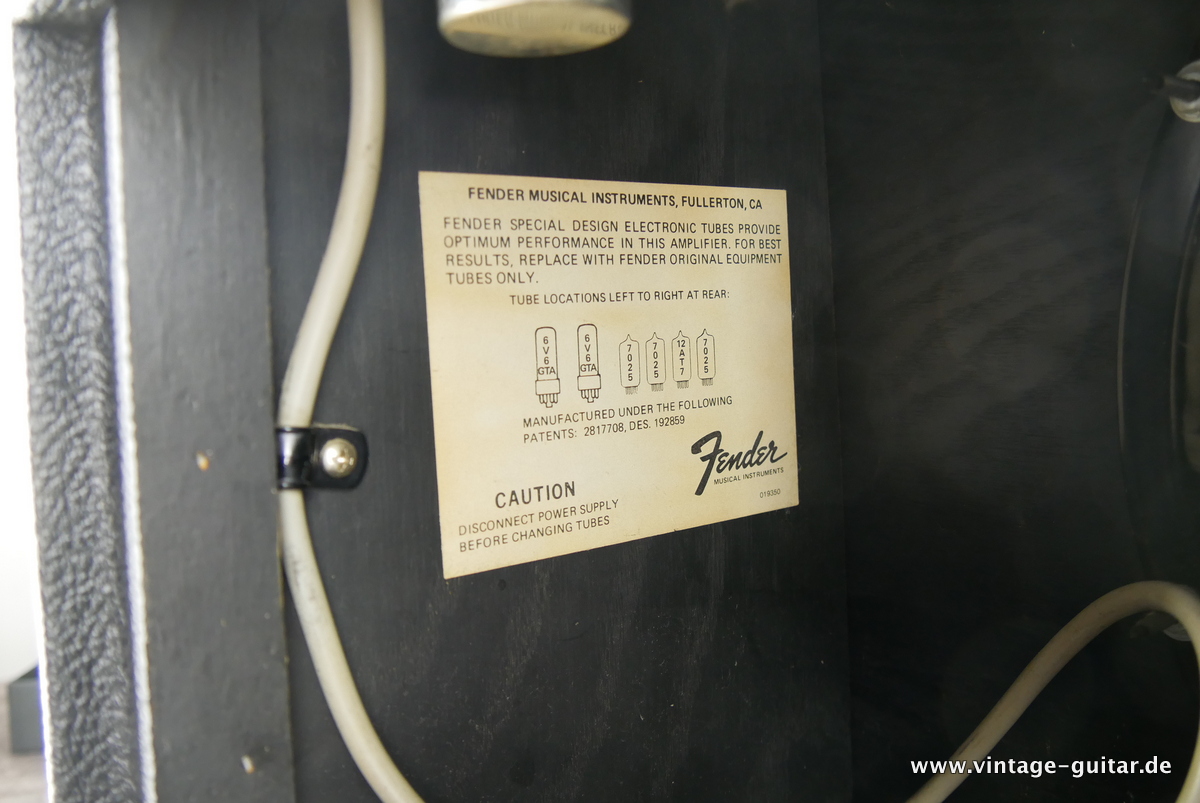 FENDER MUSICAL INSTRUMENTS, FULLERTON, CA
FENDER SPECIAL DESIGN ELECTRONIC TUBES PROVIDE
OPTIMUM PERFORMANCE IN THIS AMPLIFIER. FOR BEST
RESULTS, REPLACE WITH FENDER ORIGINAL EQUIPMENT
TUBES ONLY.
TUBE LOCATIONS LEFT TO RIGHT AT REAR:
6V6GTA 6V6GTA 7025 7025 12AT7 7025
MANUFACTURED UNDER THE FOLLOWING
PATENTS: 2817708, DES. 192859
Fender
MUSICAL INSTRUMENTS
019350
CAUTION
DISCONNECT POWER SUPPLY
BEFORE CHANGING TUBES
www.vintage-guitar.de